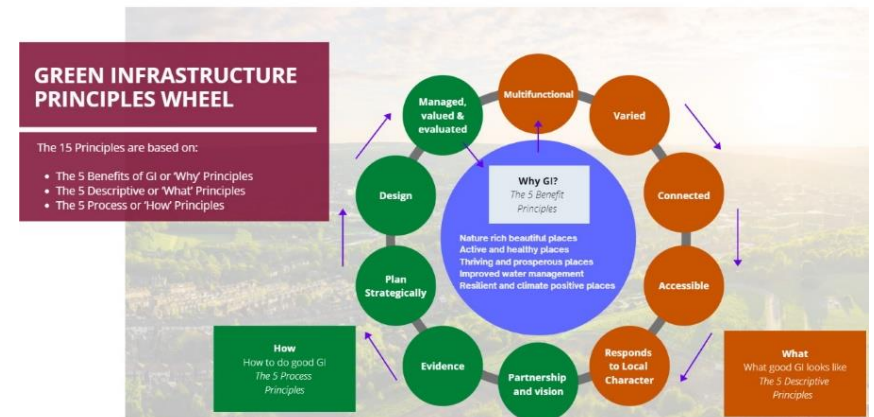 GREEN INFRASTRUCTURE
PRINCIPLES WHEEL
The 15 Principles are based on:
• The 5 Benefits of GI or 'Why' Principles
• The 5 Descriptive or 'What' Principles
• The 5 Process or 'How' Principles
Managed,
valued &
evaluated
Multifunctional
Varied
Connected
Accessible
Responds
to Local
Character
Partnership
and vision
Evidence
Plan
Strategically
Design
Why GI?
The 5 Benefit
Principles
Nature rich beautiful places
Active and healthy places
Thriving and prosperous places
Improved water management
Resilient and climate positive places
How
How to do good GI
The 5 Process
Principles
What
What good GI looks like
The 5 Descriptive
Principles